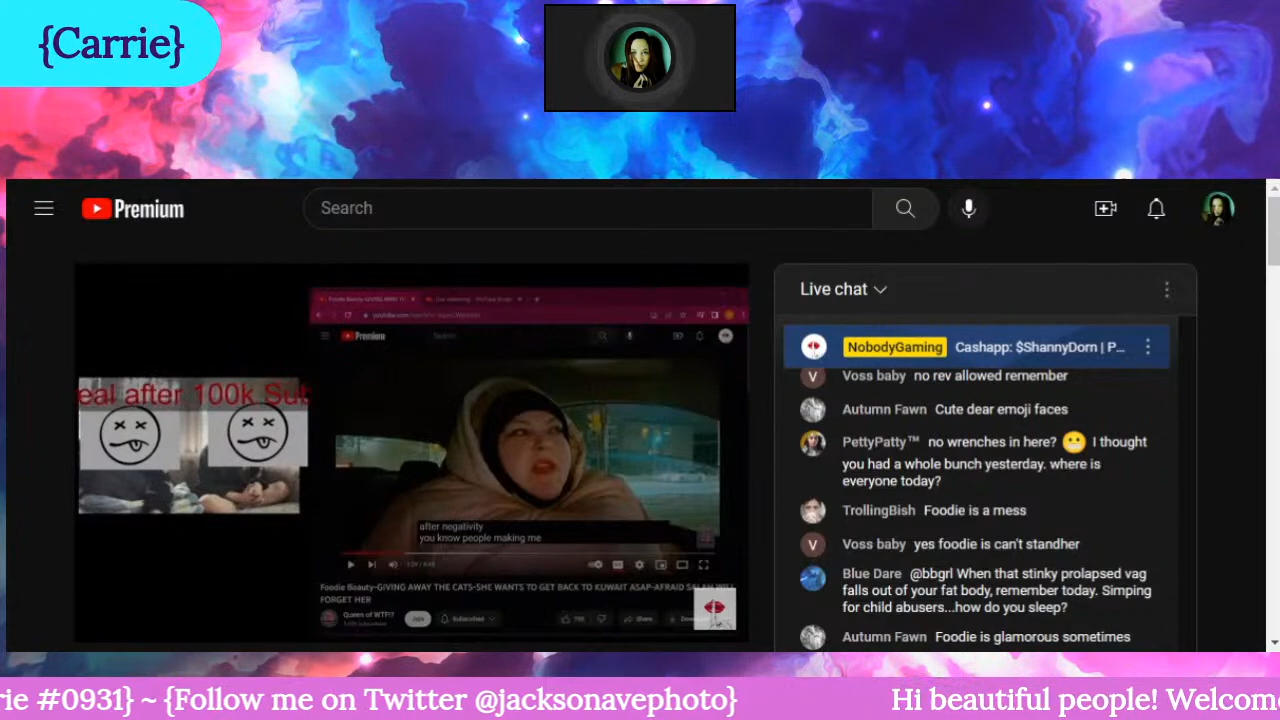 {Carrie}
Premium
Search
Live chat
NobodyGaming Cashapp: $ShannyDorn | P...
Voss baby no rev allowed remember
Autumn Fawn Cute dear emoji faces
PettyPatty™ no wrenches in here? 😬 I thought
you had a whole bunch yesterday. where is
everyone today?
TrollingBish Foodie is a mess
Voss baby yes foodie is can't standher
Blue Dare @bbgrl When that stinky prolapsed vag
falls out of your fat body, remember today. Simping
for child abusers...how do you sleep?
Autumn Fawn Foodie is glamorous sometimes
eal after 100k Sub
Premium
Search
after negativity
you know people making me
Foodie Beauty-GIVING AWAY THE CATS-SHE WANTS TO GET BACK TO KUWAIT ASAP-AFRAID SALAH WILL
FORGET HER
Queen of WTF!?
Join
Subscribed
Share
rie #0931} ~ {Follow me on Twitter @jacksonavephoto}
Hi beautiful people! Welcom